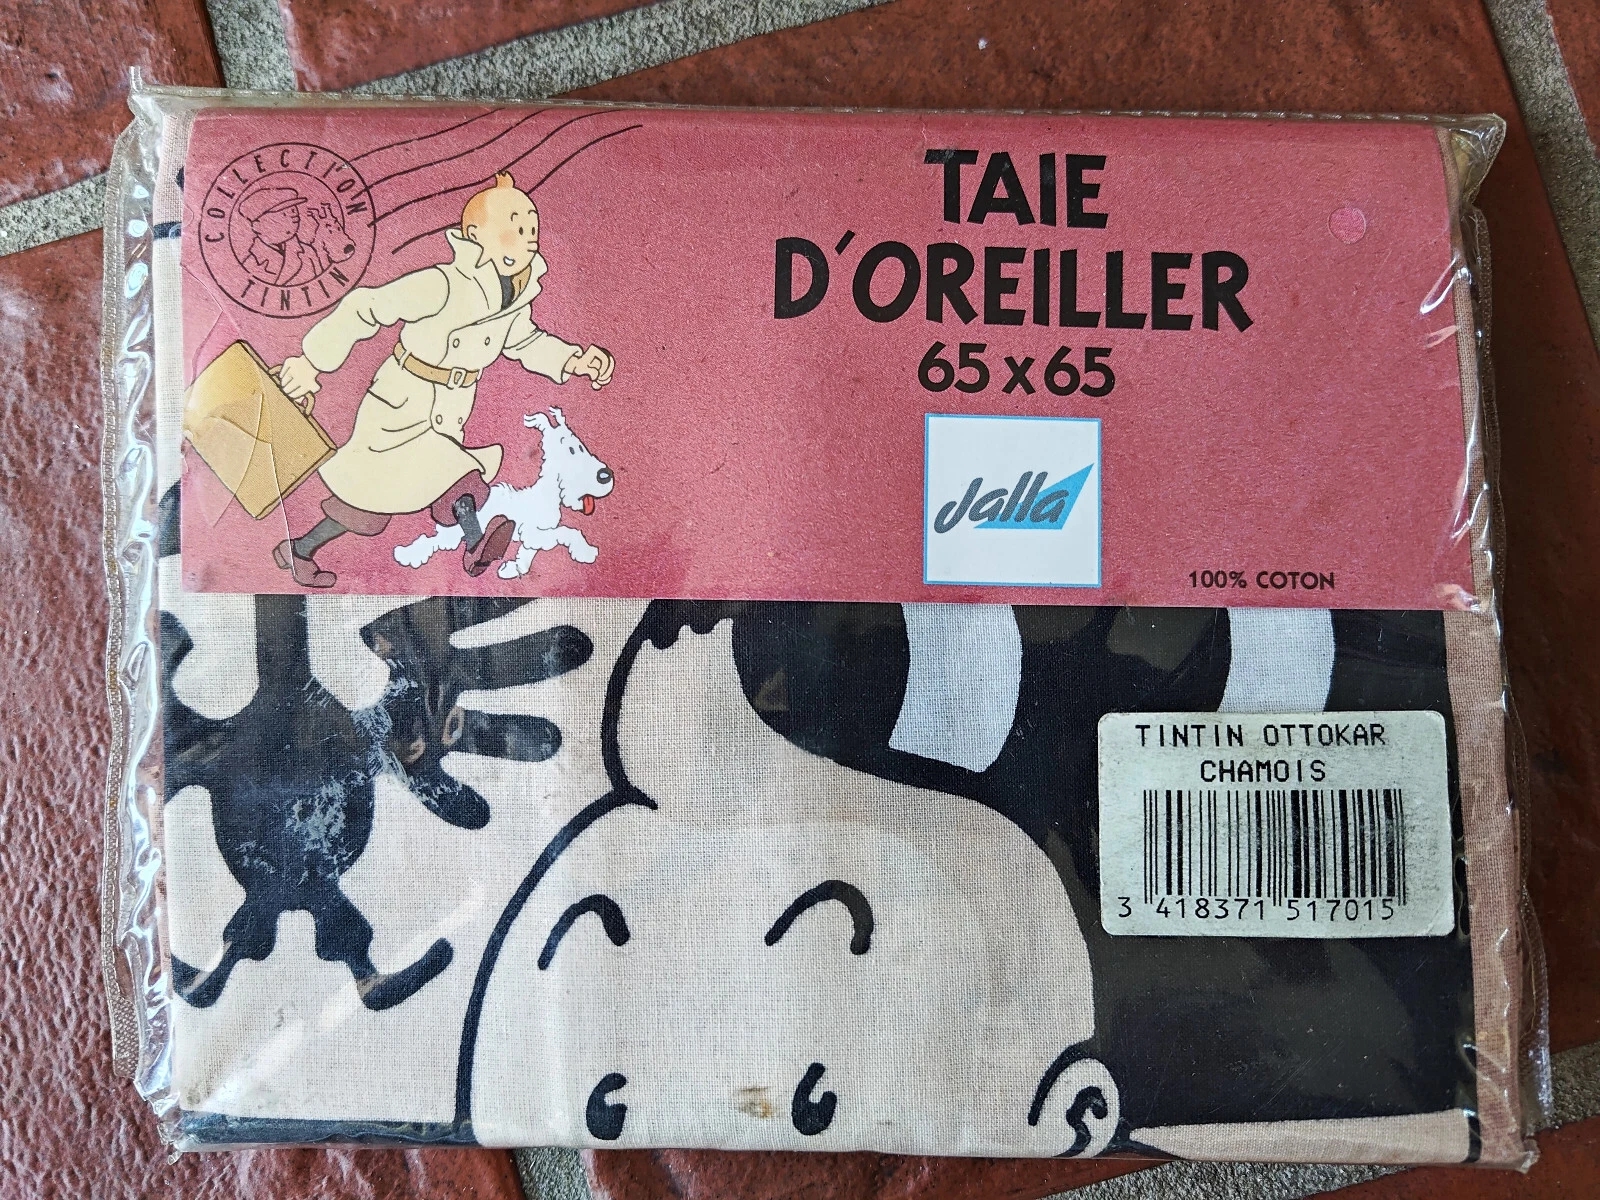 COLLECTION
TINTIN
TAIE
D'OREILLER
65 x 65
Jalla
100% COTON
TINTIN OTTOKAR
CHAMOIS
3 418371 517015